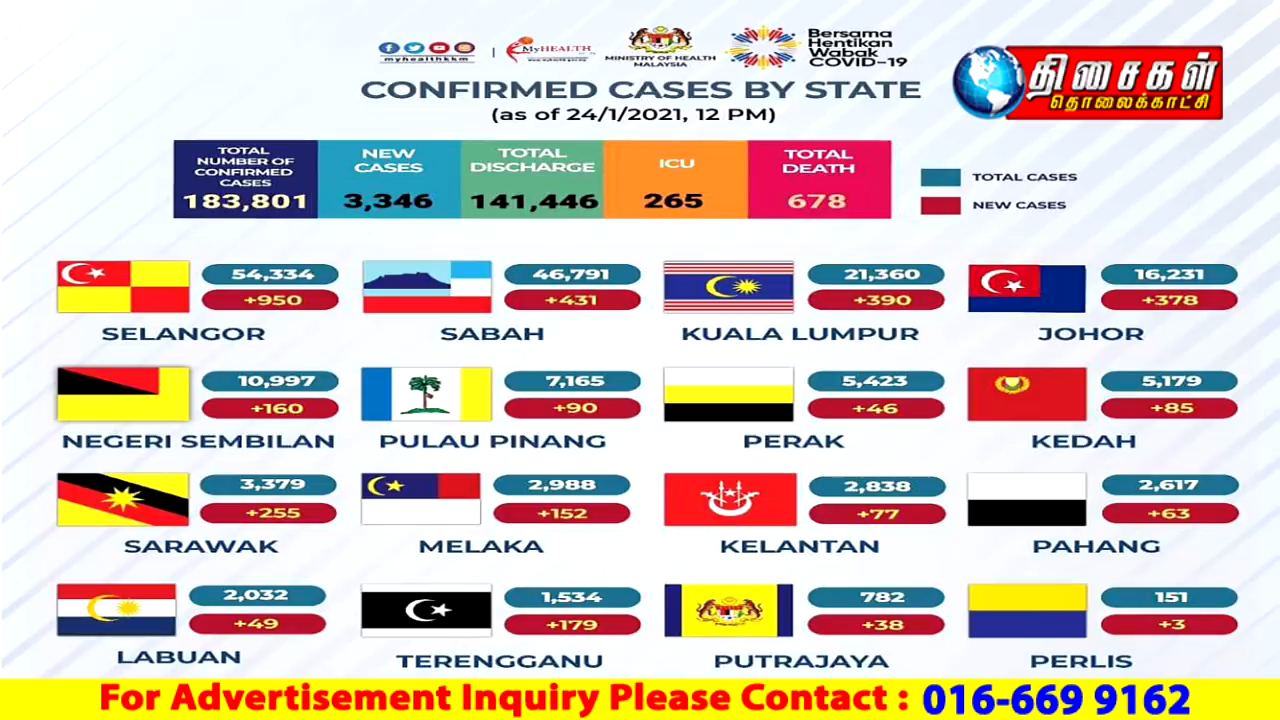 myhealthkkm
MyHEALTH
MINISTRY OF HEALTH
MALAYSIA
Bersama
Hentikan
Wabak
COVID-19
CONFIRMED CASES BY STATE
(as of 24/1/2021, 12 PM)
திசைகள்
தொலைக்காட்சி
TOTAL
NUMBER OF
CONFIRMED
CASES
183,801
NEW
CASES
3,346
TOTAL
DISCHARGE
141,446
ICU
265
TOTAL
DEATH
678
TOTAL CASES
NEW CASES
54,334
+950
SELANGOR
46,791
+431
SABAH
21,360
+390
KUALA LUMPUR
16,231
+378
JOHOR
10,997
+160
NEGERI SEMBILAN
7,165
+90
PULAU PINANG
5,423
+46
PERAK
5,179
+85
KEDAH
3,379
+255
SARAWAK
2,988
+152
MELAKA
2,838
+77
KELANTAN
2,617
+63
PAHANG
2,032
+49
LABUAN
1,534
+179
TERENGGANU
782
+38
PUTRAJAYA
151
+3
PERLIS
For Advertisement Inquiry Please Contact : 016-669 9162